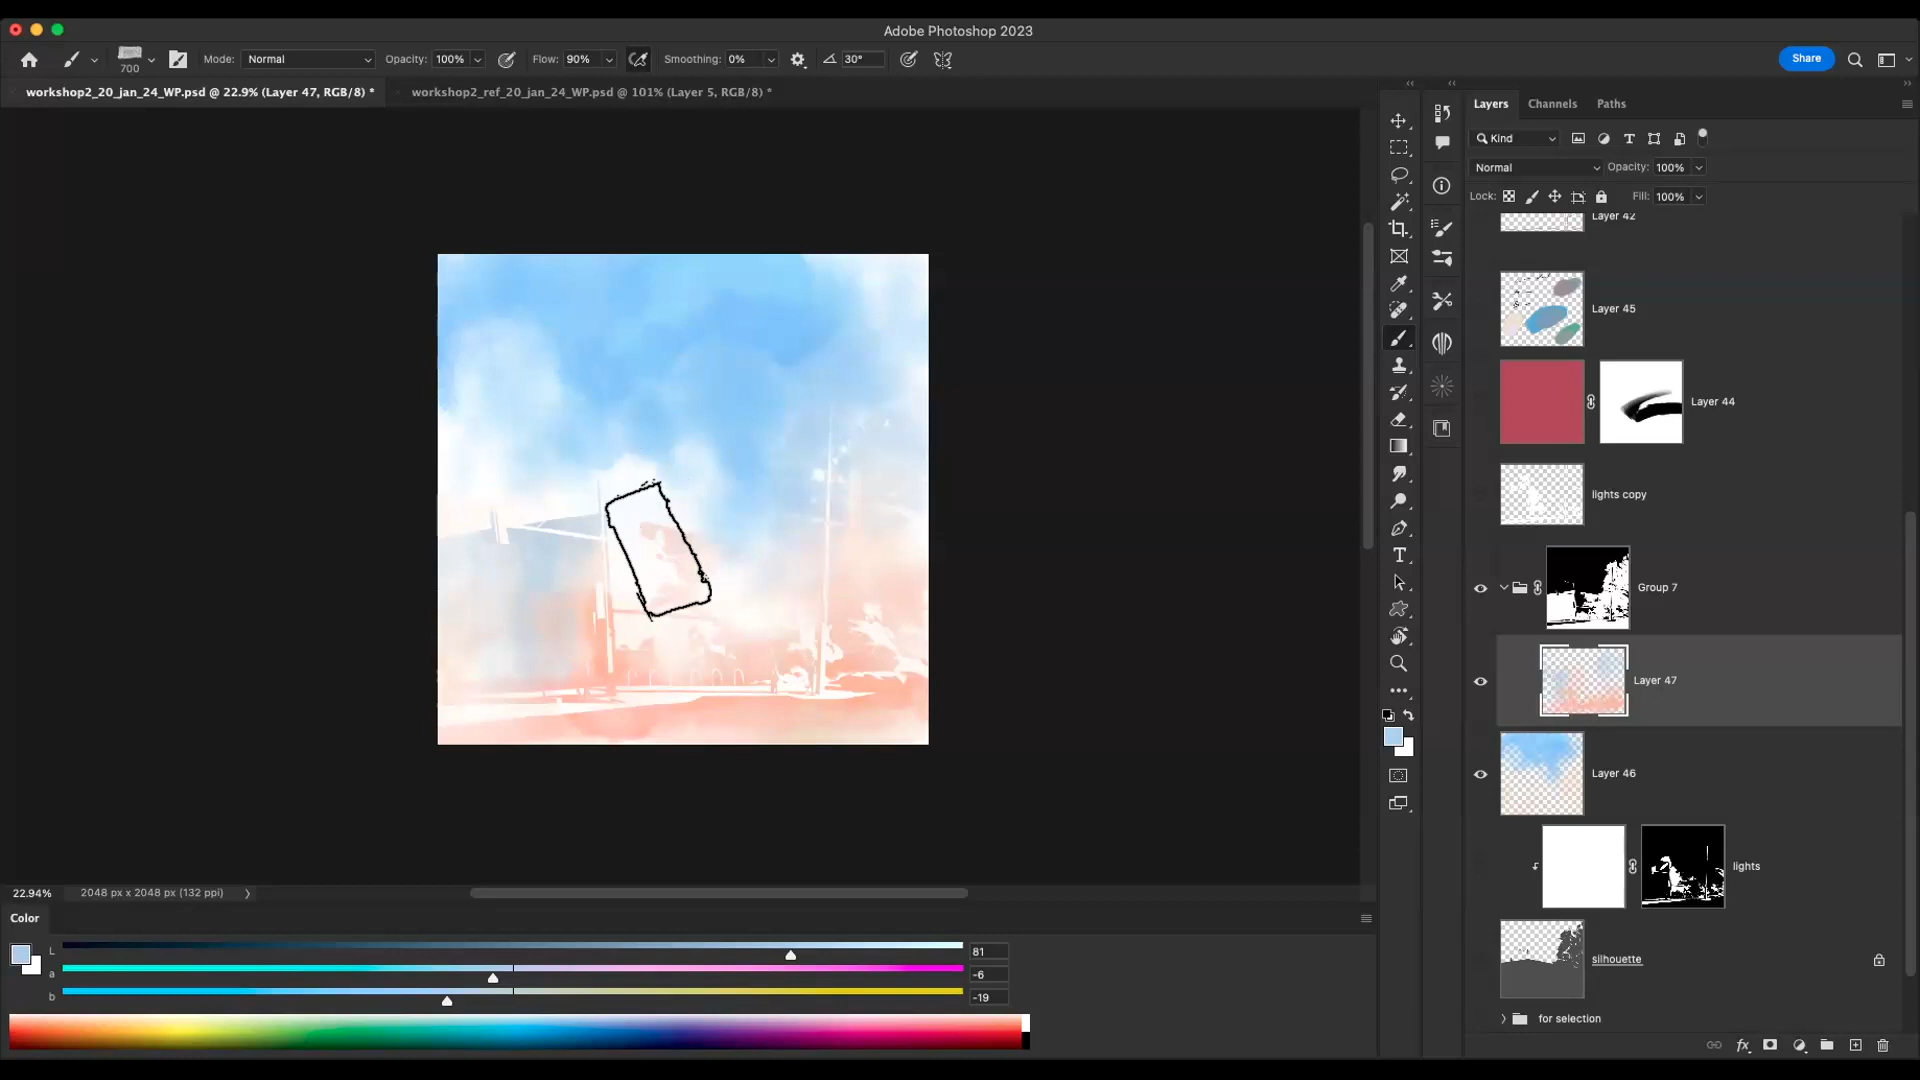 Adobe Photoshop 2023
700
Mode: Normal
Opacity: 100%
Flow: 90%
Smoothing: 0%
30°
Share
workshop2_20_jan_24_WP.psd @ 22.9% (Layer 47, RGB/8) *
workshop2_ref_20_jan_24_WP.psd @ 101% (Layer 5, RGB/8) *
Layers
Channels
Paths
Kind
Normal
Opacity: 100%
Lock:
Fill: 100%
Layer 42
Layer 45
Layer 44
lights copy
Group 7
Layer 47
Layer 46
lights
silhouette
for selection
22.94%
2048 px x 2048 px (132 ppi)
Color
L
81
a
-6
b
-19